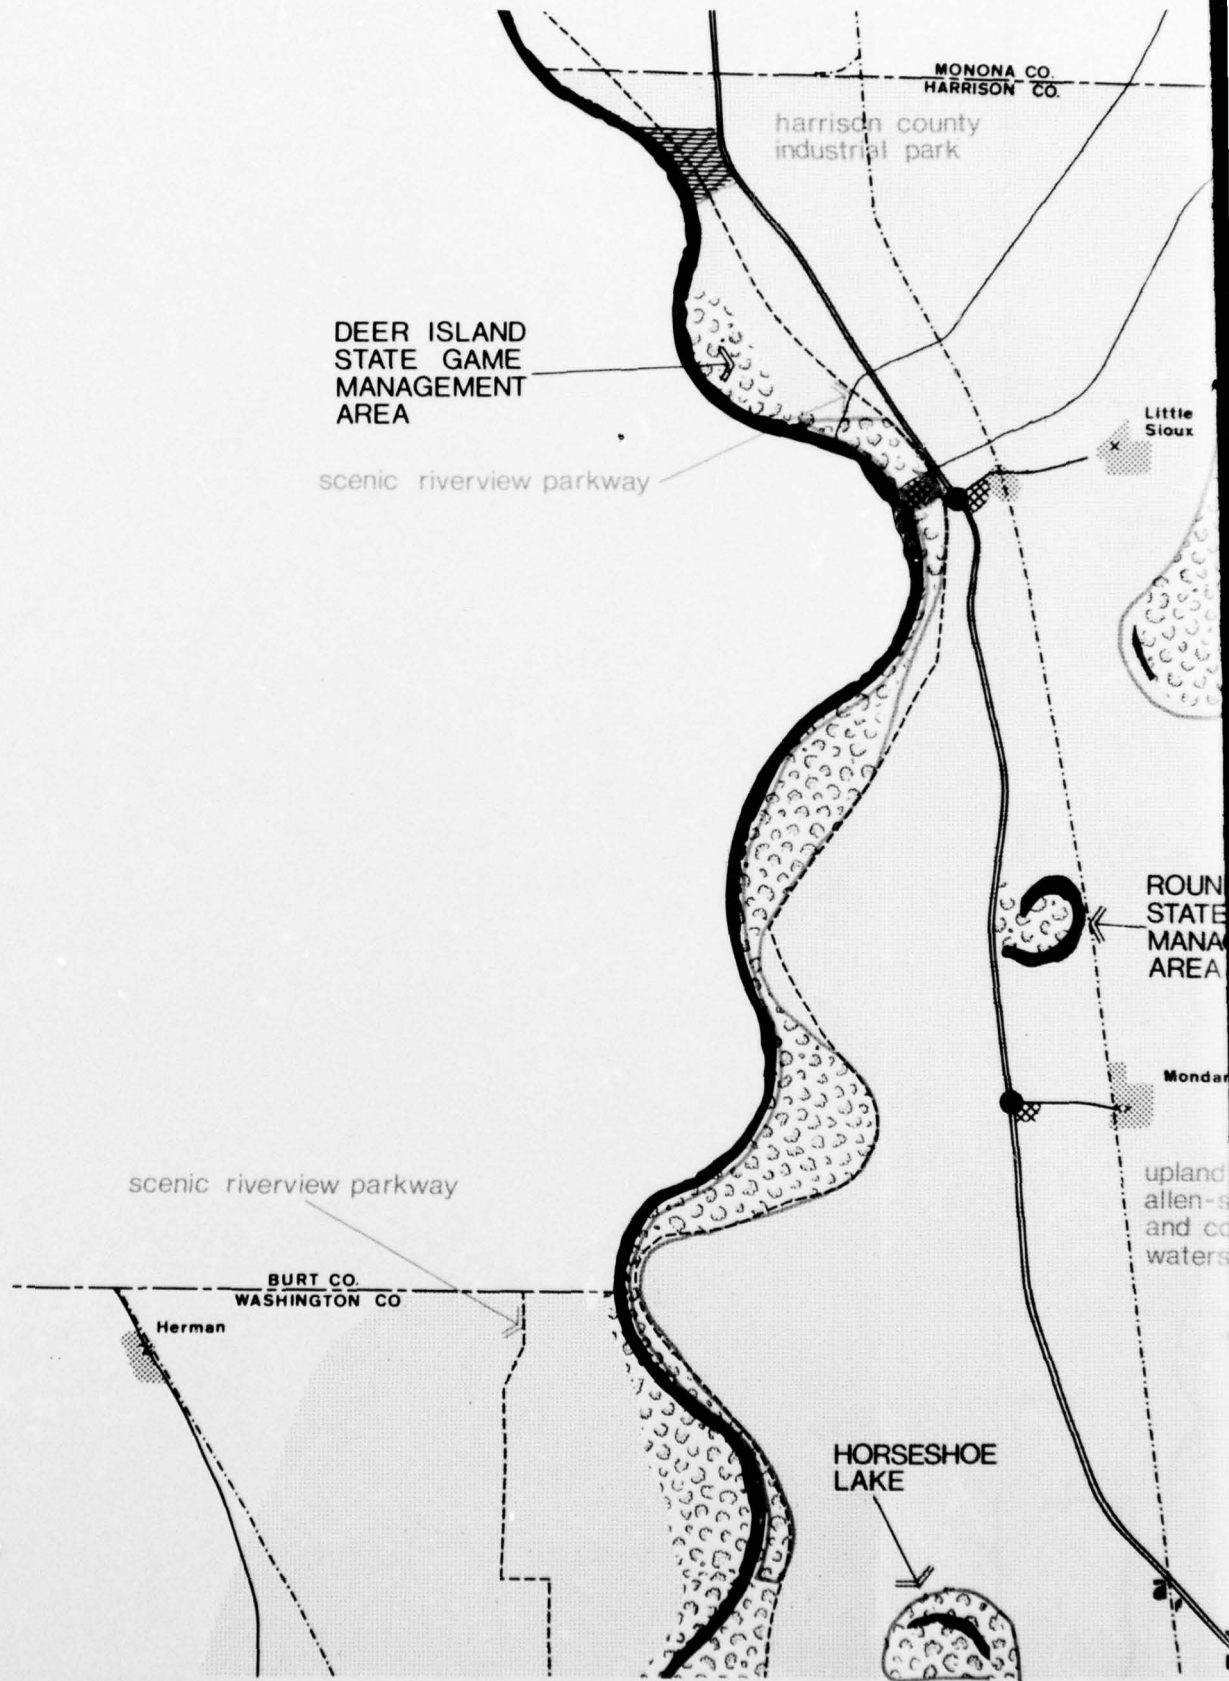 MONONA CO.
HARRISON CO.
harrison county
industrial park
DEER ISLAND
STATE GAME
MANAGEMENT
AREA
Little
Sioux
scenic riverview parkway
ROUN
STATE
MANA
AREA
Mondar
scenic riverview parkway
upland
allen-s
and co
waters
BURT CO.
WASHINGTON CO
Herman
HORSESHOE
LAKE